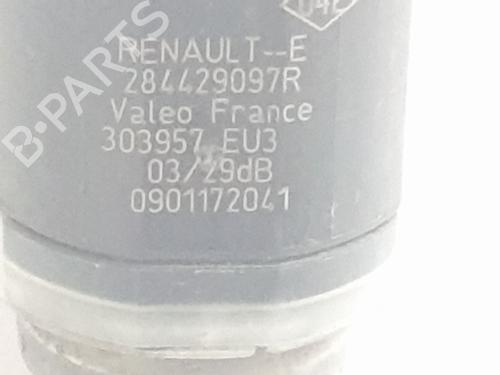 RENAULT--E
284429097R
Valeo France
303957 EU3
03/29dB
0901172041
B-PARTS